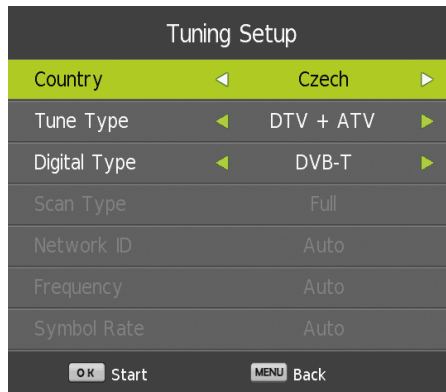 Tuning Setup
Country Czech
Tune Type DTV + ATV
Digital Type DVB-T
Scan Type Full
Network ID Auto
Frequency Auto
Symbol Rate Auto
OK Start MENU Back